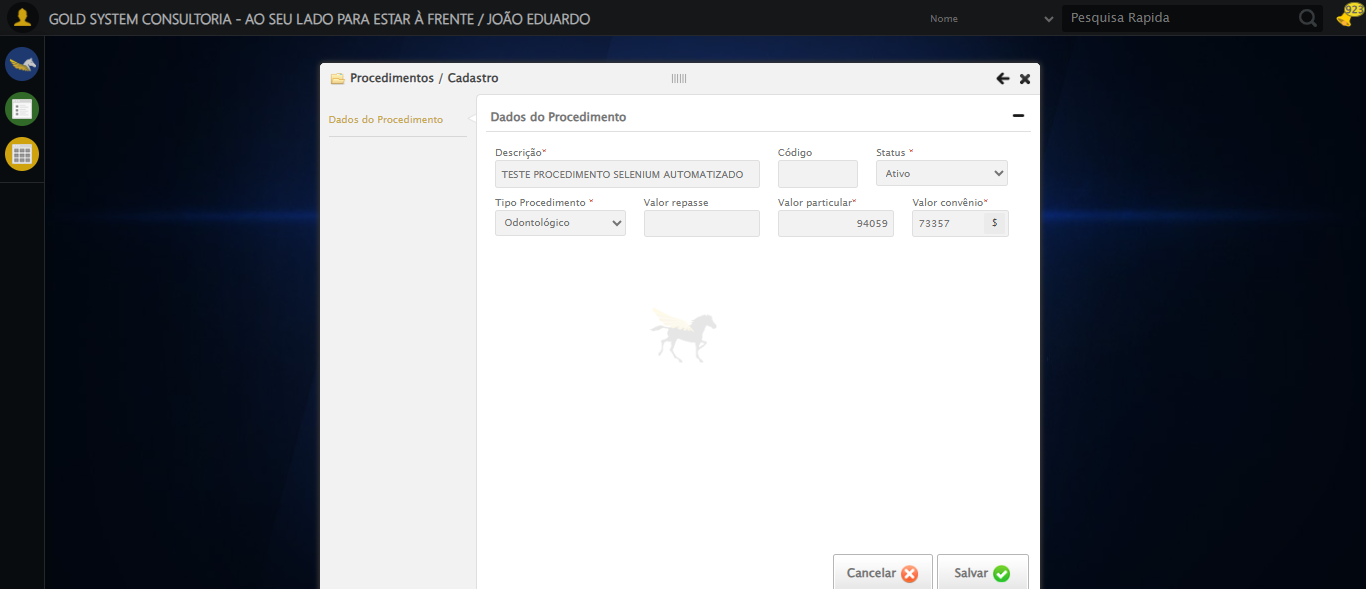 GOLD SYSTEM CONSULTORIA - AO SEU LADO PARA ESTAR À FRENTE / JOÃO EDUARDO
Nome
Pesquisa Rapida
923
Procedimentos / Cadastro
Dados do Procedimento
Dados do Procedimento
Descrição* Código Status *
TESTE PROCEDIMENTO SELENIUM AUTOMATIZADO Ativo
Tipo Procedimento * Valor repasse Valor particular* Valor convênio*
Odontológico 94059 73357 $
Cancelar Salvar